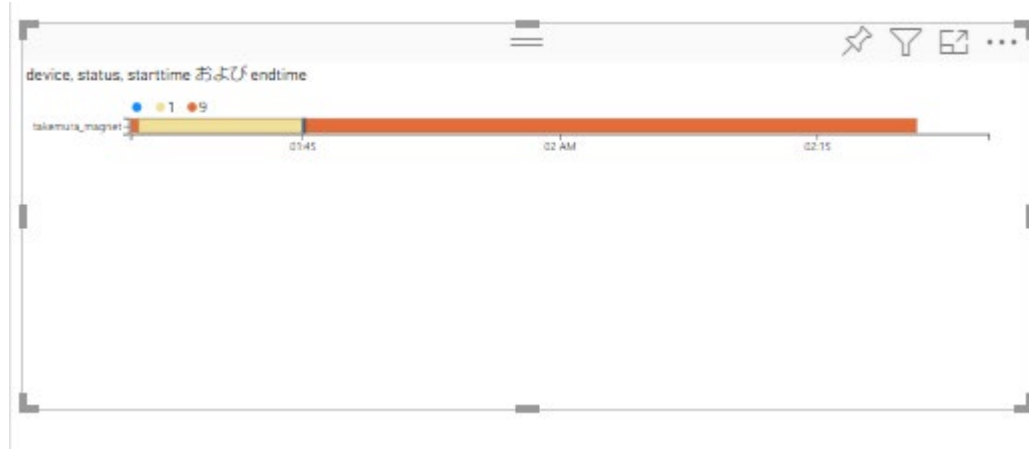 device, status, starttime および endtime
1 9
takemura_magnet
01:45 02 AM 02:15